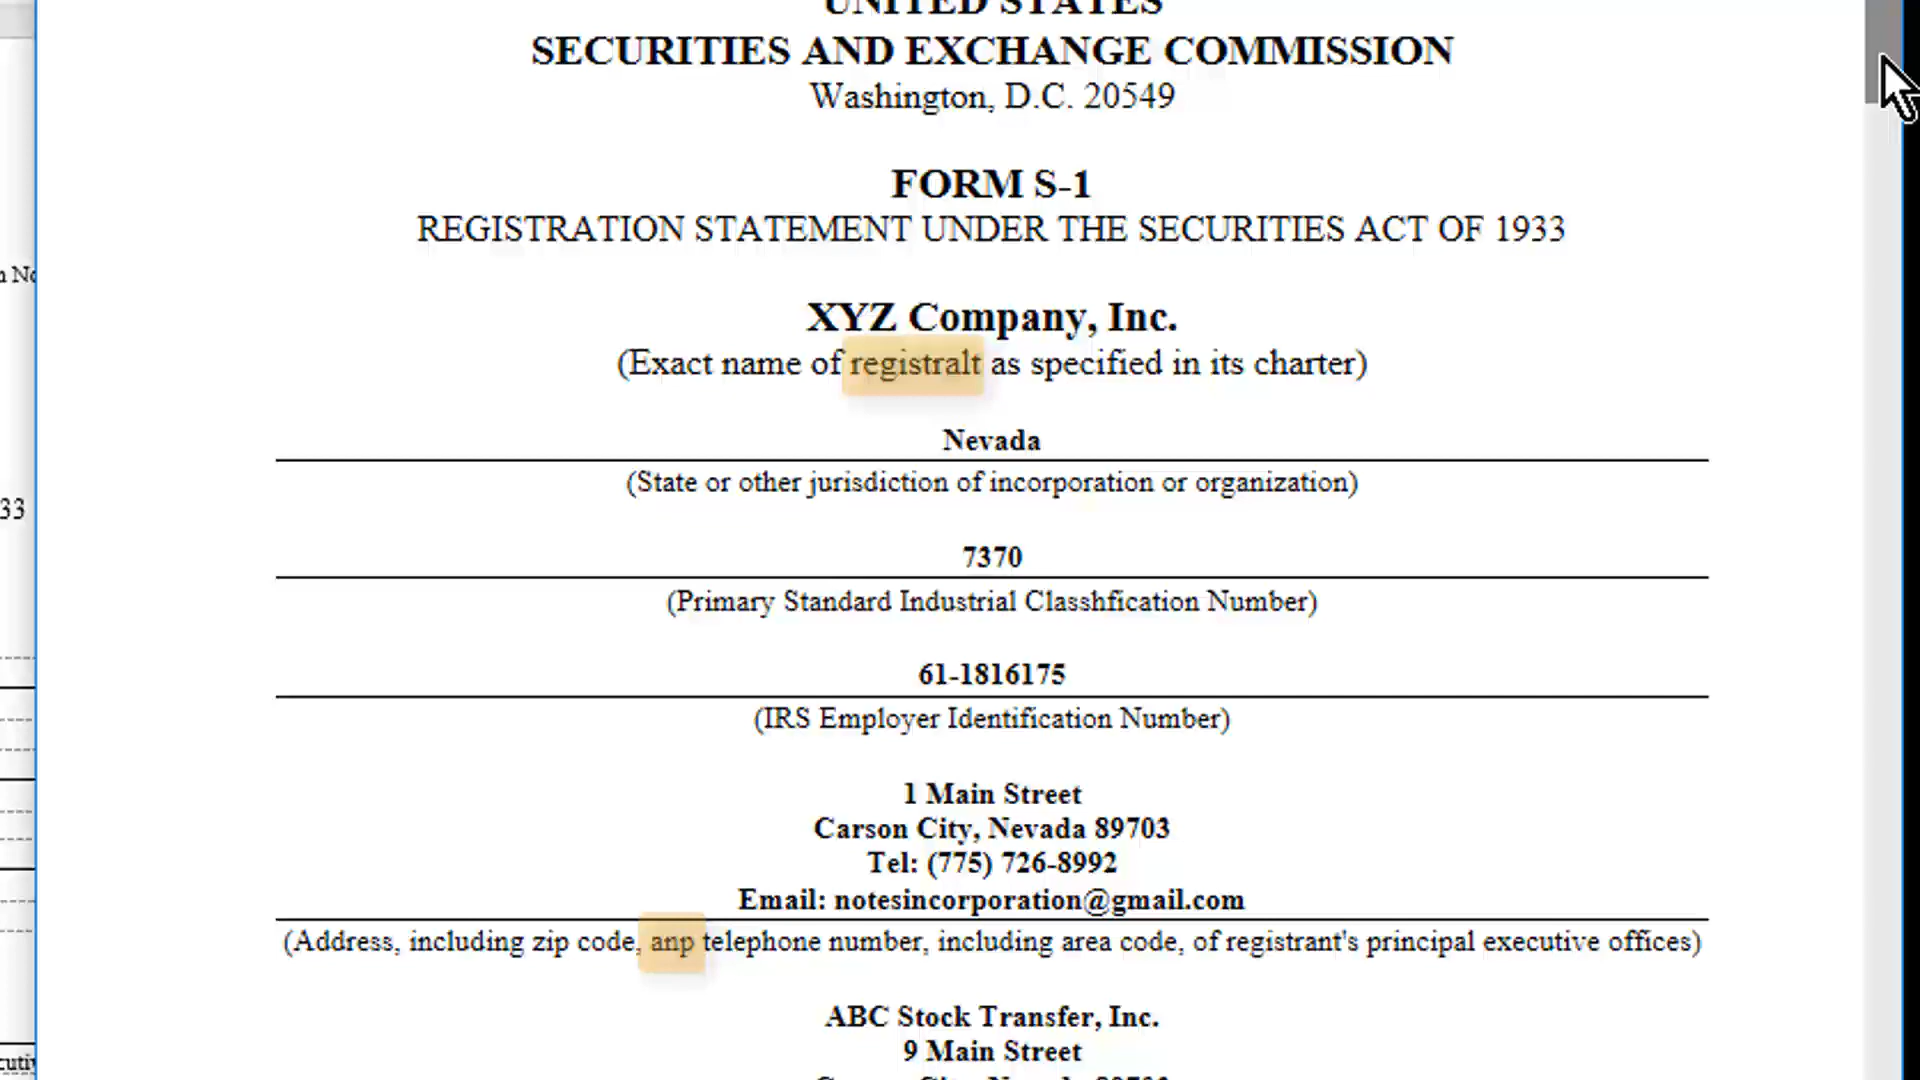 UNITED STATES
SECURITIES AND EXCHANGE COMMISSION
Washington, D.C. 20549
FORM S-1
REGISTRATION STATEMENT UNDER THE SECURITIES ACT OF 1933
XYZ Company, Inc.
(Exact name of registralt as specified in its charter)
Nevada
(State or other jurisdiction of incorporation or organization)
7370
(Primary Standard Industrial Classhfication Number)
61-1816175
(IRS Employer Identification Number)
1 Main Street
Carson City, Nevada 89703
Tel: (775) 726-8992
Email: notesincorporation@gmail.com
(Address, including zip code, anp telephone number, including area code, of registrant's principal executive offices)
ABC Stock Transfer, Inc.
9 Main Street
33